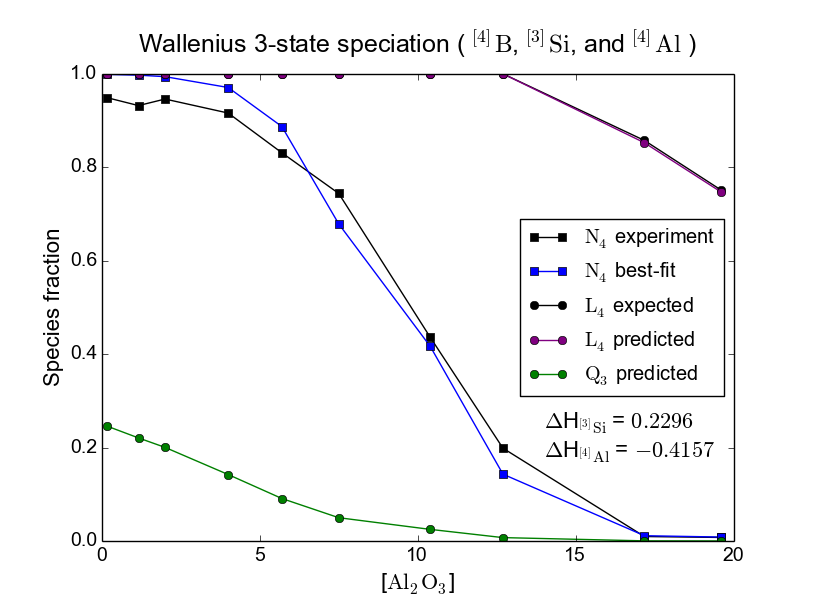 Wallenius 3-state speciation ( [4]B, [3]Si, and [4]Al )
1.0
0.8
0.6
0.4
0.2
0.0
Species fraction
N4 experiment
N4 best-fit
L4 expected
L4 predicted
Q3 predicted
ΔH[3]Si = 0.2296
ΔH[4]Al = −0.4157
0 5 10 15 20
[Al2O3]